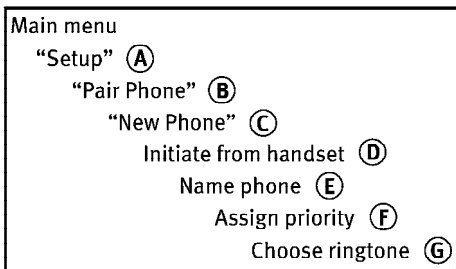 Main menu
“Setup” Ⓐ
“Pair Phone” Ⓑ
“New Phone” Ⓒ
Initiate from handset Ⓓ
Name phone Ⓔ
Assign priority Ⓕ
Choose ringtone Ⓖ